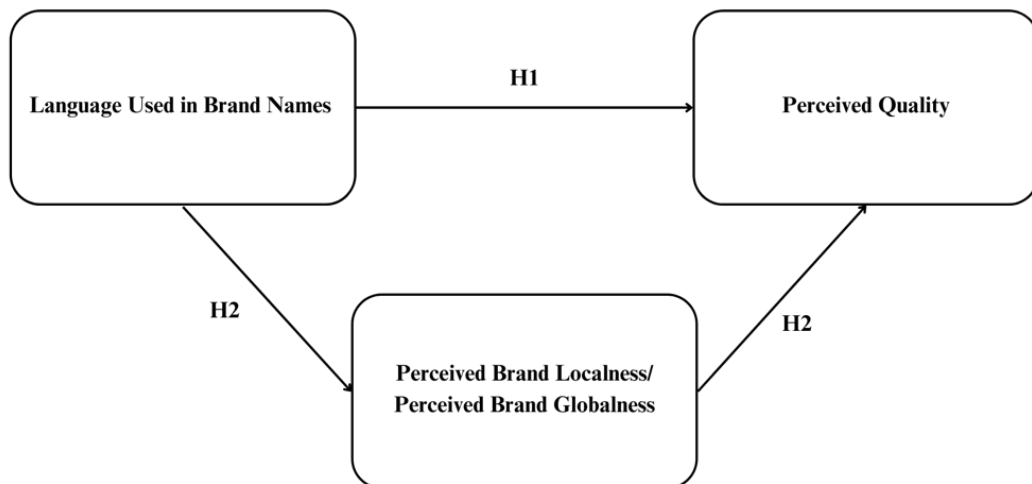 H1
Language Used in Brand Names
Perceived Quality
H2
H2
Perceived Brand Localness/
Perceived Brand Globalness